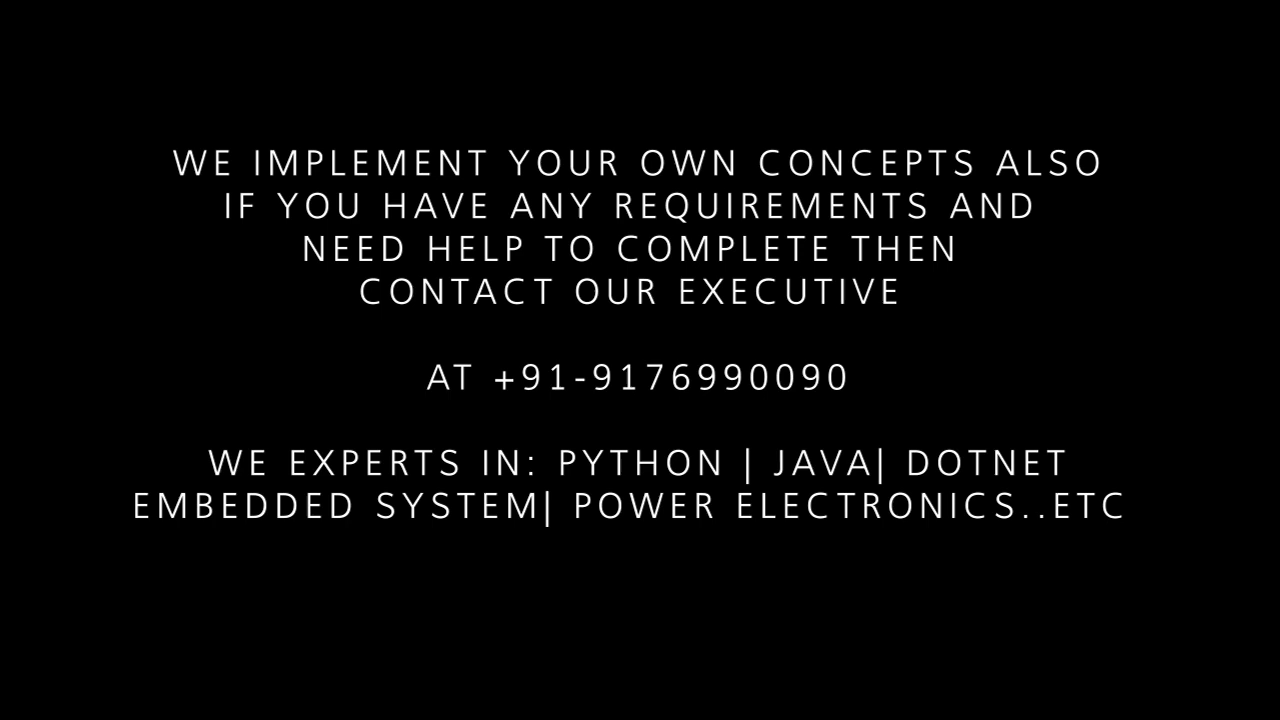 WE IMPLEMENT YOUR OWN CONCEPTS ALSO
IF YOU HAVE ANY REQUIREMENTS AND
NEED HELP TO COMPLETE THEN
CONTACT OUR EXECUTIVE
AT +91-9176990090
WE EXPERTS IN: PYTHON | JAVA| DOTNET
EMBEDDED SYSTEM| POWER ELECTRONICS..ETC